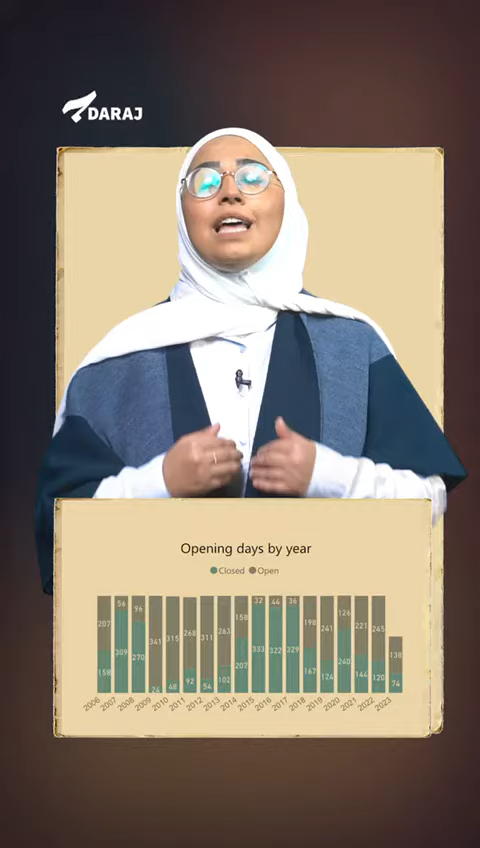 DARAJ
Opening days by year
Closed Open
207 56 96 341 315 268 311 263 158 32 44 36 198 241 126 221 245 138
158 309 270 24 48 92 54 102 207 333 322 329 167 124 240 144 120 74
2006 2007 2008 2009 2010 2011 2012 2013 2014 2015 2016 2017 2018 2019 2020 2021 2022 2023